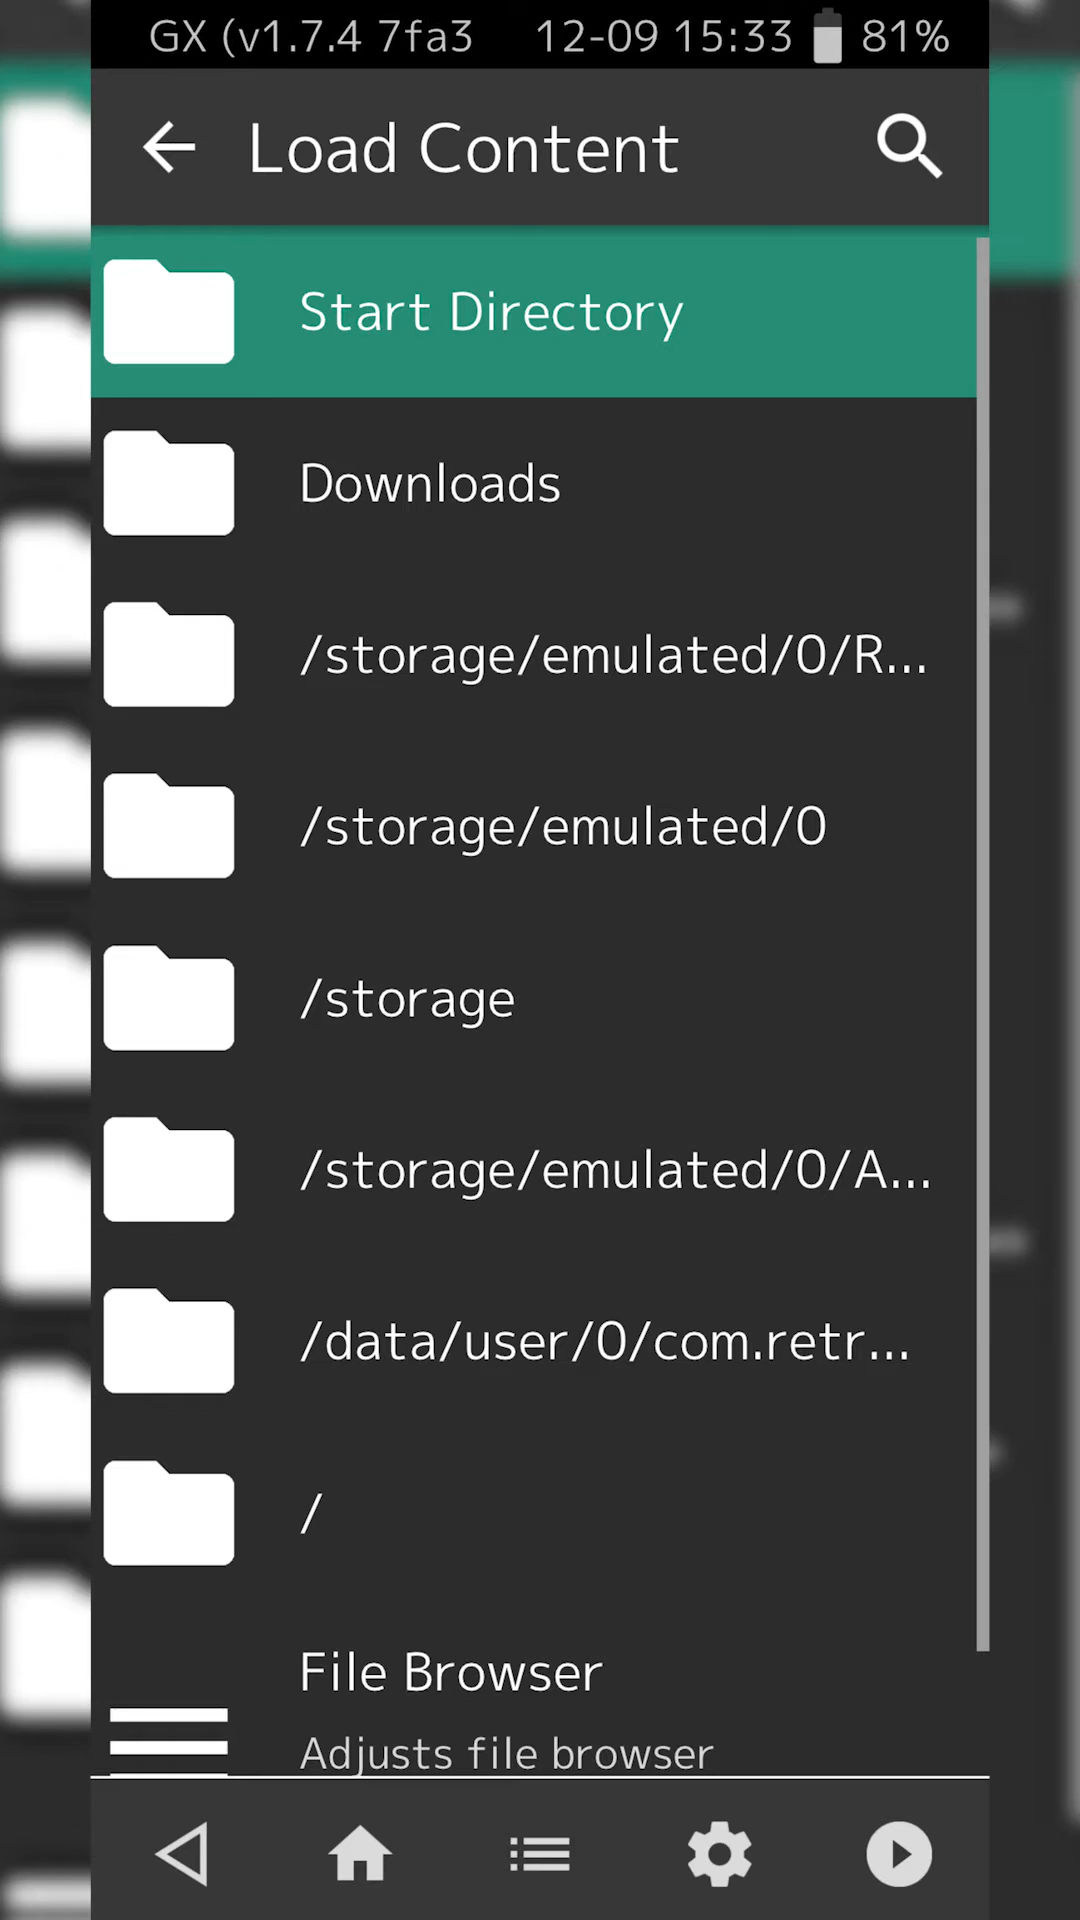 GX (v1.7.4 7fa3 12-09 15:33 81%
Load Content
Start Directory
Downloads
/storage/emulated/0/R...
/storage/emulated/0
/storage
/storage/emulated/0/A...
/data/user/0/com.retr...
/
File Browser
Adjusts file browser